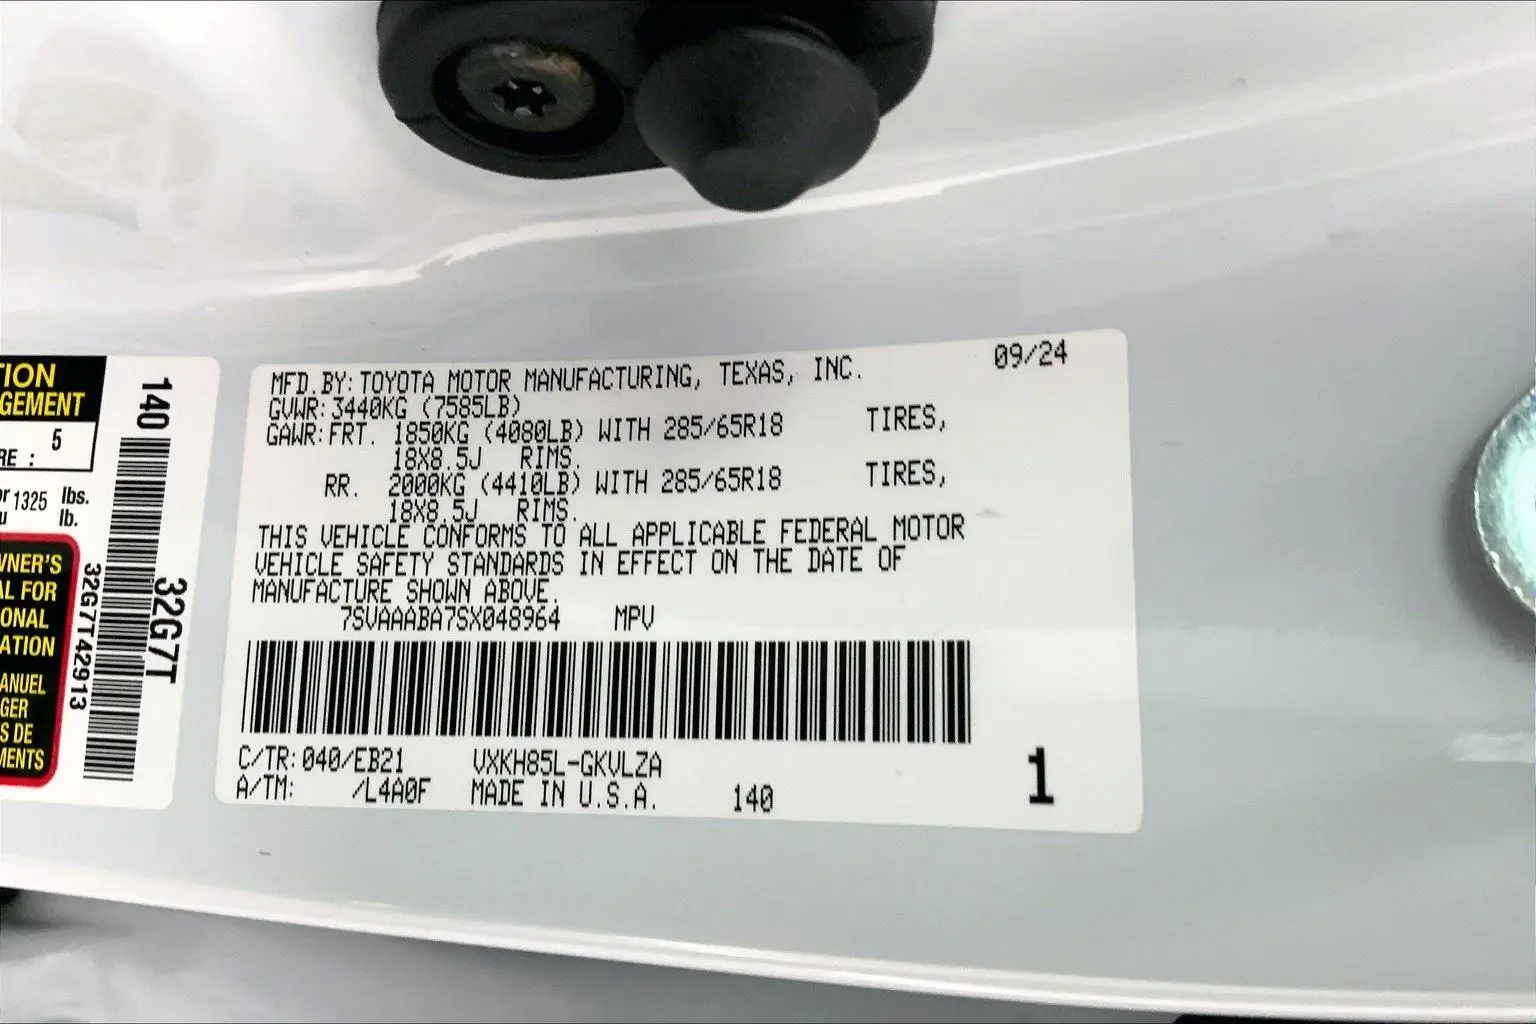 TION
GEMENT
5
RE :
or 1325 lbs.
u lb.
WNER'S
AL FOR
ONAL
ATION
ANUEL
GER
S DE
MENTS
140
32G7T
32G7T42913
MFD.BY: TOYOTA MOTOR MANUFACTURING, TEXAS, INC. 09/24
GVWR: 3440KG (7585LB)
GAWR: FRT. 1850KG (4080LB) WITH 285/65R18 TIRES,
18X8.5J RIMS.
RR. 2000KG (4410LB) WITH 285/65R18 TIRES,
18X8.5J RIMS.
THIS VEHICLE CONFORMS TO ALL APPLICABLE FEDERAL MOTOR
VEHICLE SAFETY STANDARDS IN EFFECT ON THE DATE OF
MANUFACTURE SHOWN ABOVE.
7SVAAABA7SX048964 MPV
C/TR: 040/EB21 VXKH85L-GKVLZA
A/TM: /L4A0F MADE IN U.S.A. 140 1